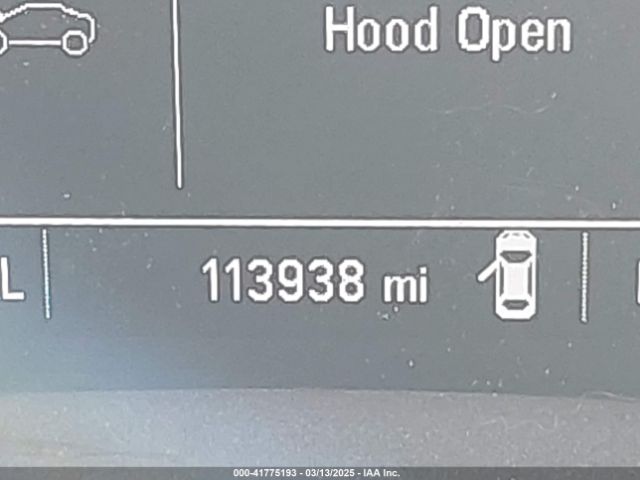 Hood Open
L 113938 mi
000-41775193 - 03/13/2025 - IAA Inc.